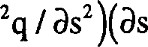 ²q / ∂s²)(∂s